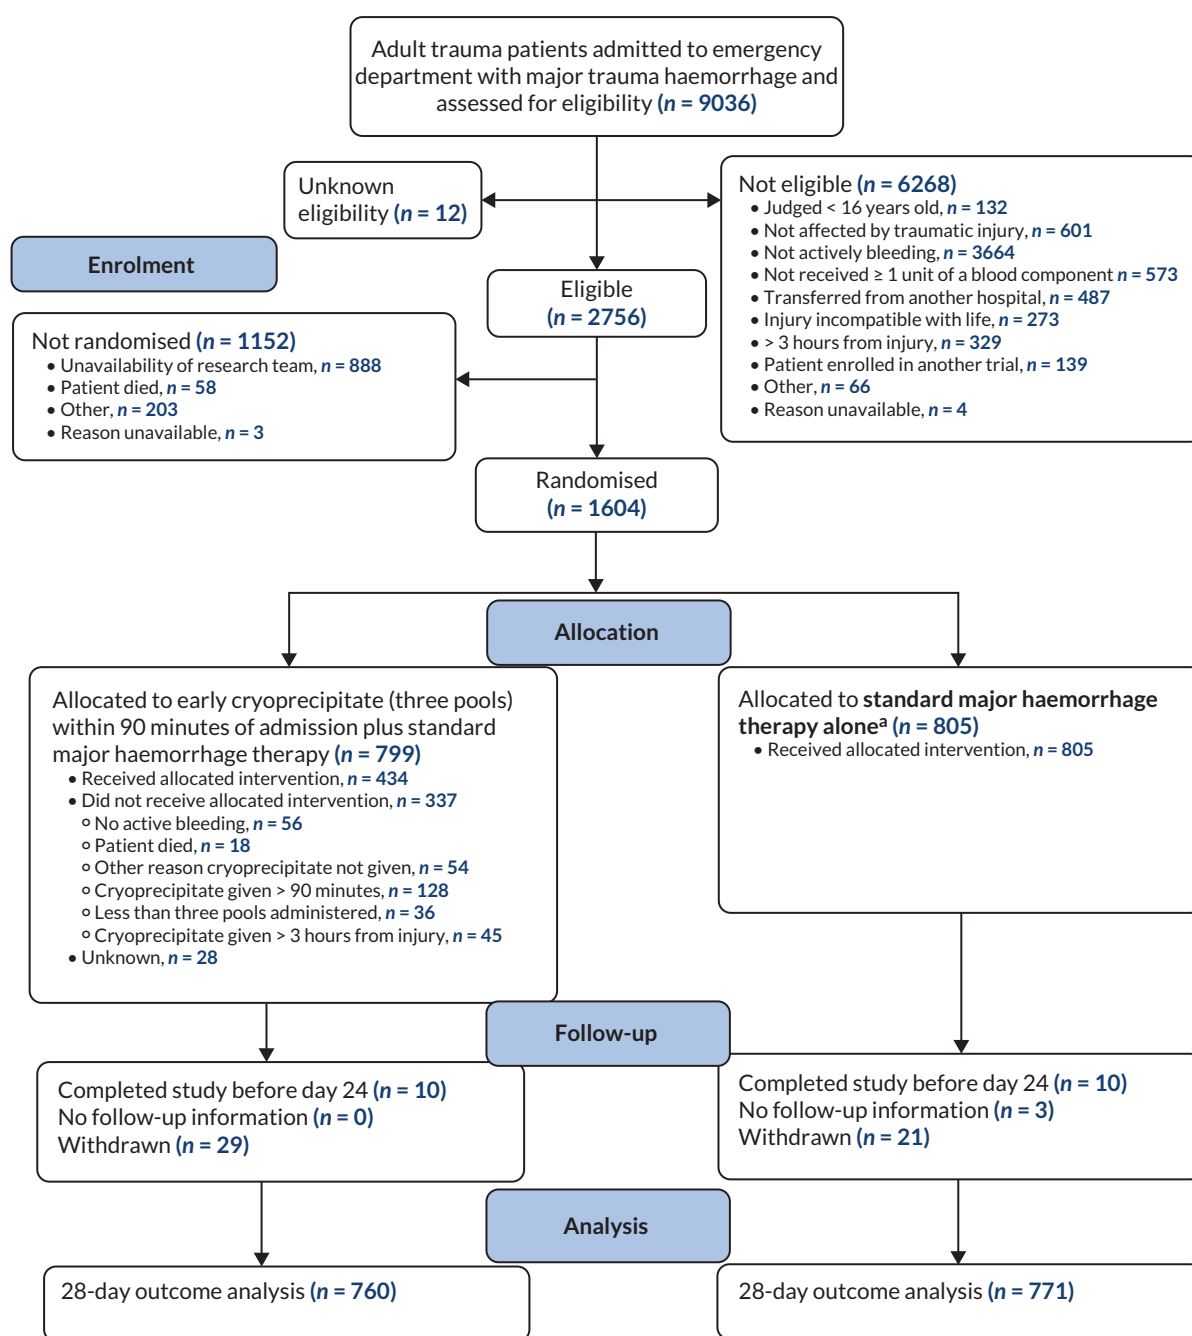 Adult trauma patients admitted to emergency
department with major trauma haemorrhage and
assessed for eligibility (n = 9036)
Unknown
eligibility (n = 12)
Not eligible (n = 6268)
• Judged < 16 years old, n = 132
• Not affected by traumatic injury, n = 601
• Not actively bleeding, n = 3664
• Not received ≥ 1 unit of a blood component n = 573
• Transferred from another hospital, n = 487
• Injury incompatible with life, n = 273
• > 3 hours from injury, n = 329
• Patient enrolled in another trial, n = 139
• Other, n = 66
• Reason unavailable, n = 4
Enrolment
Eligible
(n = 2756)
Not randomised (n = 1152)
• Unavailability of research team, n = 888
• Patient died, n = 58
• Other, n = 203
• Reason unavailable, n = 3
Randomised
(n = 1604)
Allocation
Allocated to early cryoprecipitate (three pools)
within 90 minutes of admission plus standard
major haemorrhage therapy (n = 799)
• Received allocated intervention, n = 434
• Did not receive allocated intervention, n = 337
o No active bleeding, n = 56
o Patient died, n = 18
o Other reason cryoprecipitate not given, n = 54
o Cryoprecipitate given > 90 minutes, n = 128
o Less than three pools administered, n = 36
o Cryoprecipitate given > 3 hours from injury, n = 45
• Unknown, n = 28
Allocated to standard major haemorrhage
therapy aloneᵃ (n = 805)
• Received allocated intervention, n = 805
Follow-up
Completed study before day 24 (n = 10)
No follow-up information (n = 0)
Withdrawn (n = 29)
Completed study before day 24 (n = 10)
No follow-up information (n = 3)
Withdrawn (n = 21)
Analysis
28-day outcome analysis (n = 760)
28-day outcome analysis (n = 771)